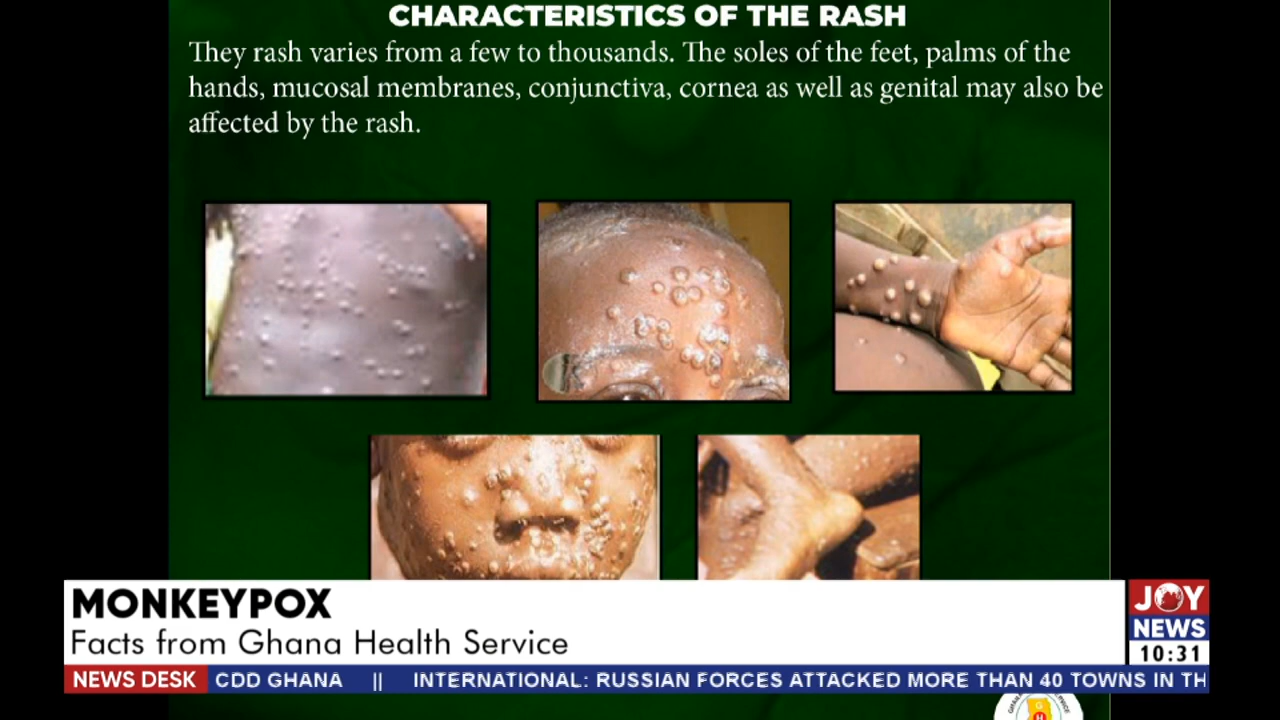 CHARACTERISTICS OF THE RASH
They rash varies from a few to thousands. The soles of the feet, palms of the
hands, mucosal membranes, conjunctiva, cornea as well as genital may also be
affected by the rash.
MONKEYPOX
Facts from Ghana Health Service
JOY
NEWS
10:31
NEWS DESK CDD GHANA || INTERNATIONAL: RUSSIAN FORCES ATTACKED MORE THAN 40 TOWNS IN TH
G
H